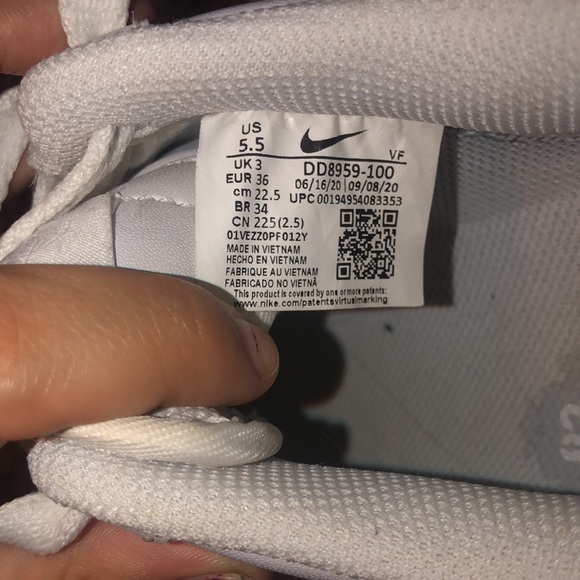 US
5.5
UK 3
EUR 36
cm 22.5
BR 34
CN 225(2.5)
VF
DD8959-100
06/16/20 09/08/20
UPC 00194954083353
01VEZZ0PF012Y
MADE IN VIETNAM
HECHO EN VIETNAM
FABRIQUE AU VIETNAM
FABRICADO NO VIETNÃ
This product is covered by one or more patents:
www.nike.com/patentsvirtualmarking